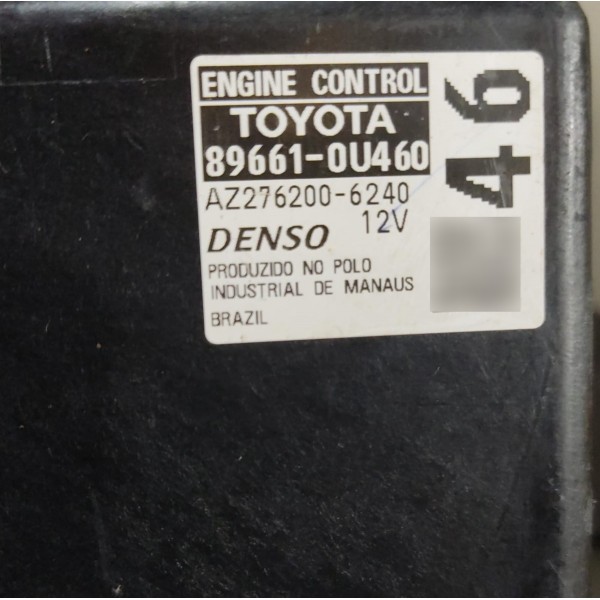 ENGINE CONTROL
TOYOTA
89661-0U460
AZ276200-6240
12V
DENSO
PRODUZIDO NO POLO
INDUSTRIAL DE MANAUS
BRAZIL
46